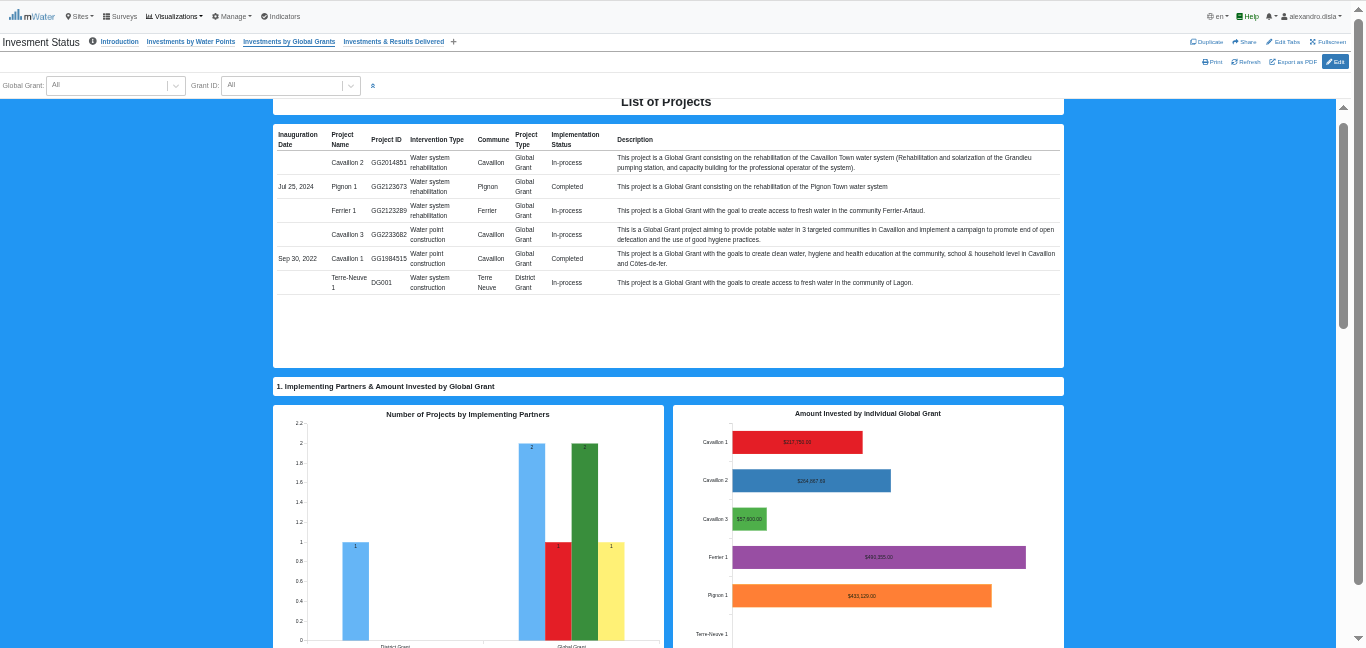 mWater Sites Surveys Visualizations Manage Indicators en Help alexandro.disla
Invesment Status Introduction Investments by Water Points Investments by Global Grants Investments & Results Delivered + Duplicate Share Edit Tabs Fullscreen
Print Refresh Export as PDF Edit
Global Grant: All Grant ID: All
List of Projects
Inauguration Date Project Name Project ID Intervention Type Commune Project Type Implementation Status Description
Cavaillon 2 GG2014851 Water system rehabtilitation Cavaillon Global Grant In-process This project is a Global Grant consisting on the rehabilitation of the Cavaillon Town water system (Rehabilitation and solarization of the Grandieu
pumping station, and capacity building for the professional operator of the system).
Jul 25, 2024 Pignon 1 GG2123673 Water system rehabtilitation Pignon Global Grant Completed This project is a Global Grant consisting on the rehabilitation of the Pignon Town water system
Ferrier 1 GG2123289 Water system rehabtilitation Ferrier Global Grant In-process This project is a Global Grant with the goal to create access to fresh water in the community Ferrier-Artaud.
Cavaillon 3 GG2233682 Water point construction Cavaillon Global Grant In-process This is a Global Grant project aiming to provide potable water in 3 targeted communities in Cavaillon and implement a campaign to promote end of open
defecation and the use of good hygiene practices.
Sep 30, 2022 Cavaillon 1 GG1984515 Water point construction Cavaillon Global Grant Completed This project is a Global Grant with the goals to create clean water, hygiene and health education at the community, school & household level in Cavaillon
and Côtes-de-fer.
Terre-Neuve 1 DG001 Water system construction Terre Neuve District Grant In-process This project is a Global Grant with the goals to create access to fresh water in the community of Lagon.
1. Implementing Partners & Amount Invested by Global Grant
Number of Projects by Implementing Partners
2.2
2
1.8
1.6
1.4
1.2
1
0.8
0.6
0.4
0.2
0
1
2
1
2
1
District Grant Global Grant
Amount Invested by individual Global Grant
Cavaillon 1
Cavaillon 2
Cavaillon 3 $57,600.00
Ferrier 1
Pignon 1 $433,129.00
Terre-Neuve 1